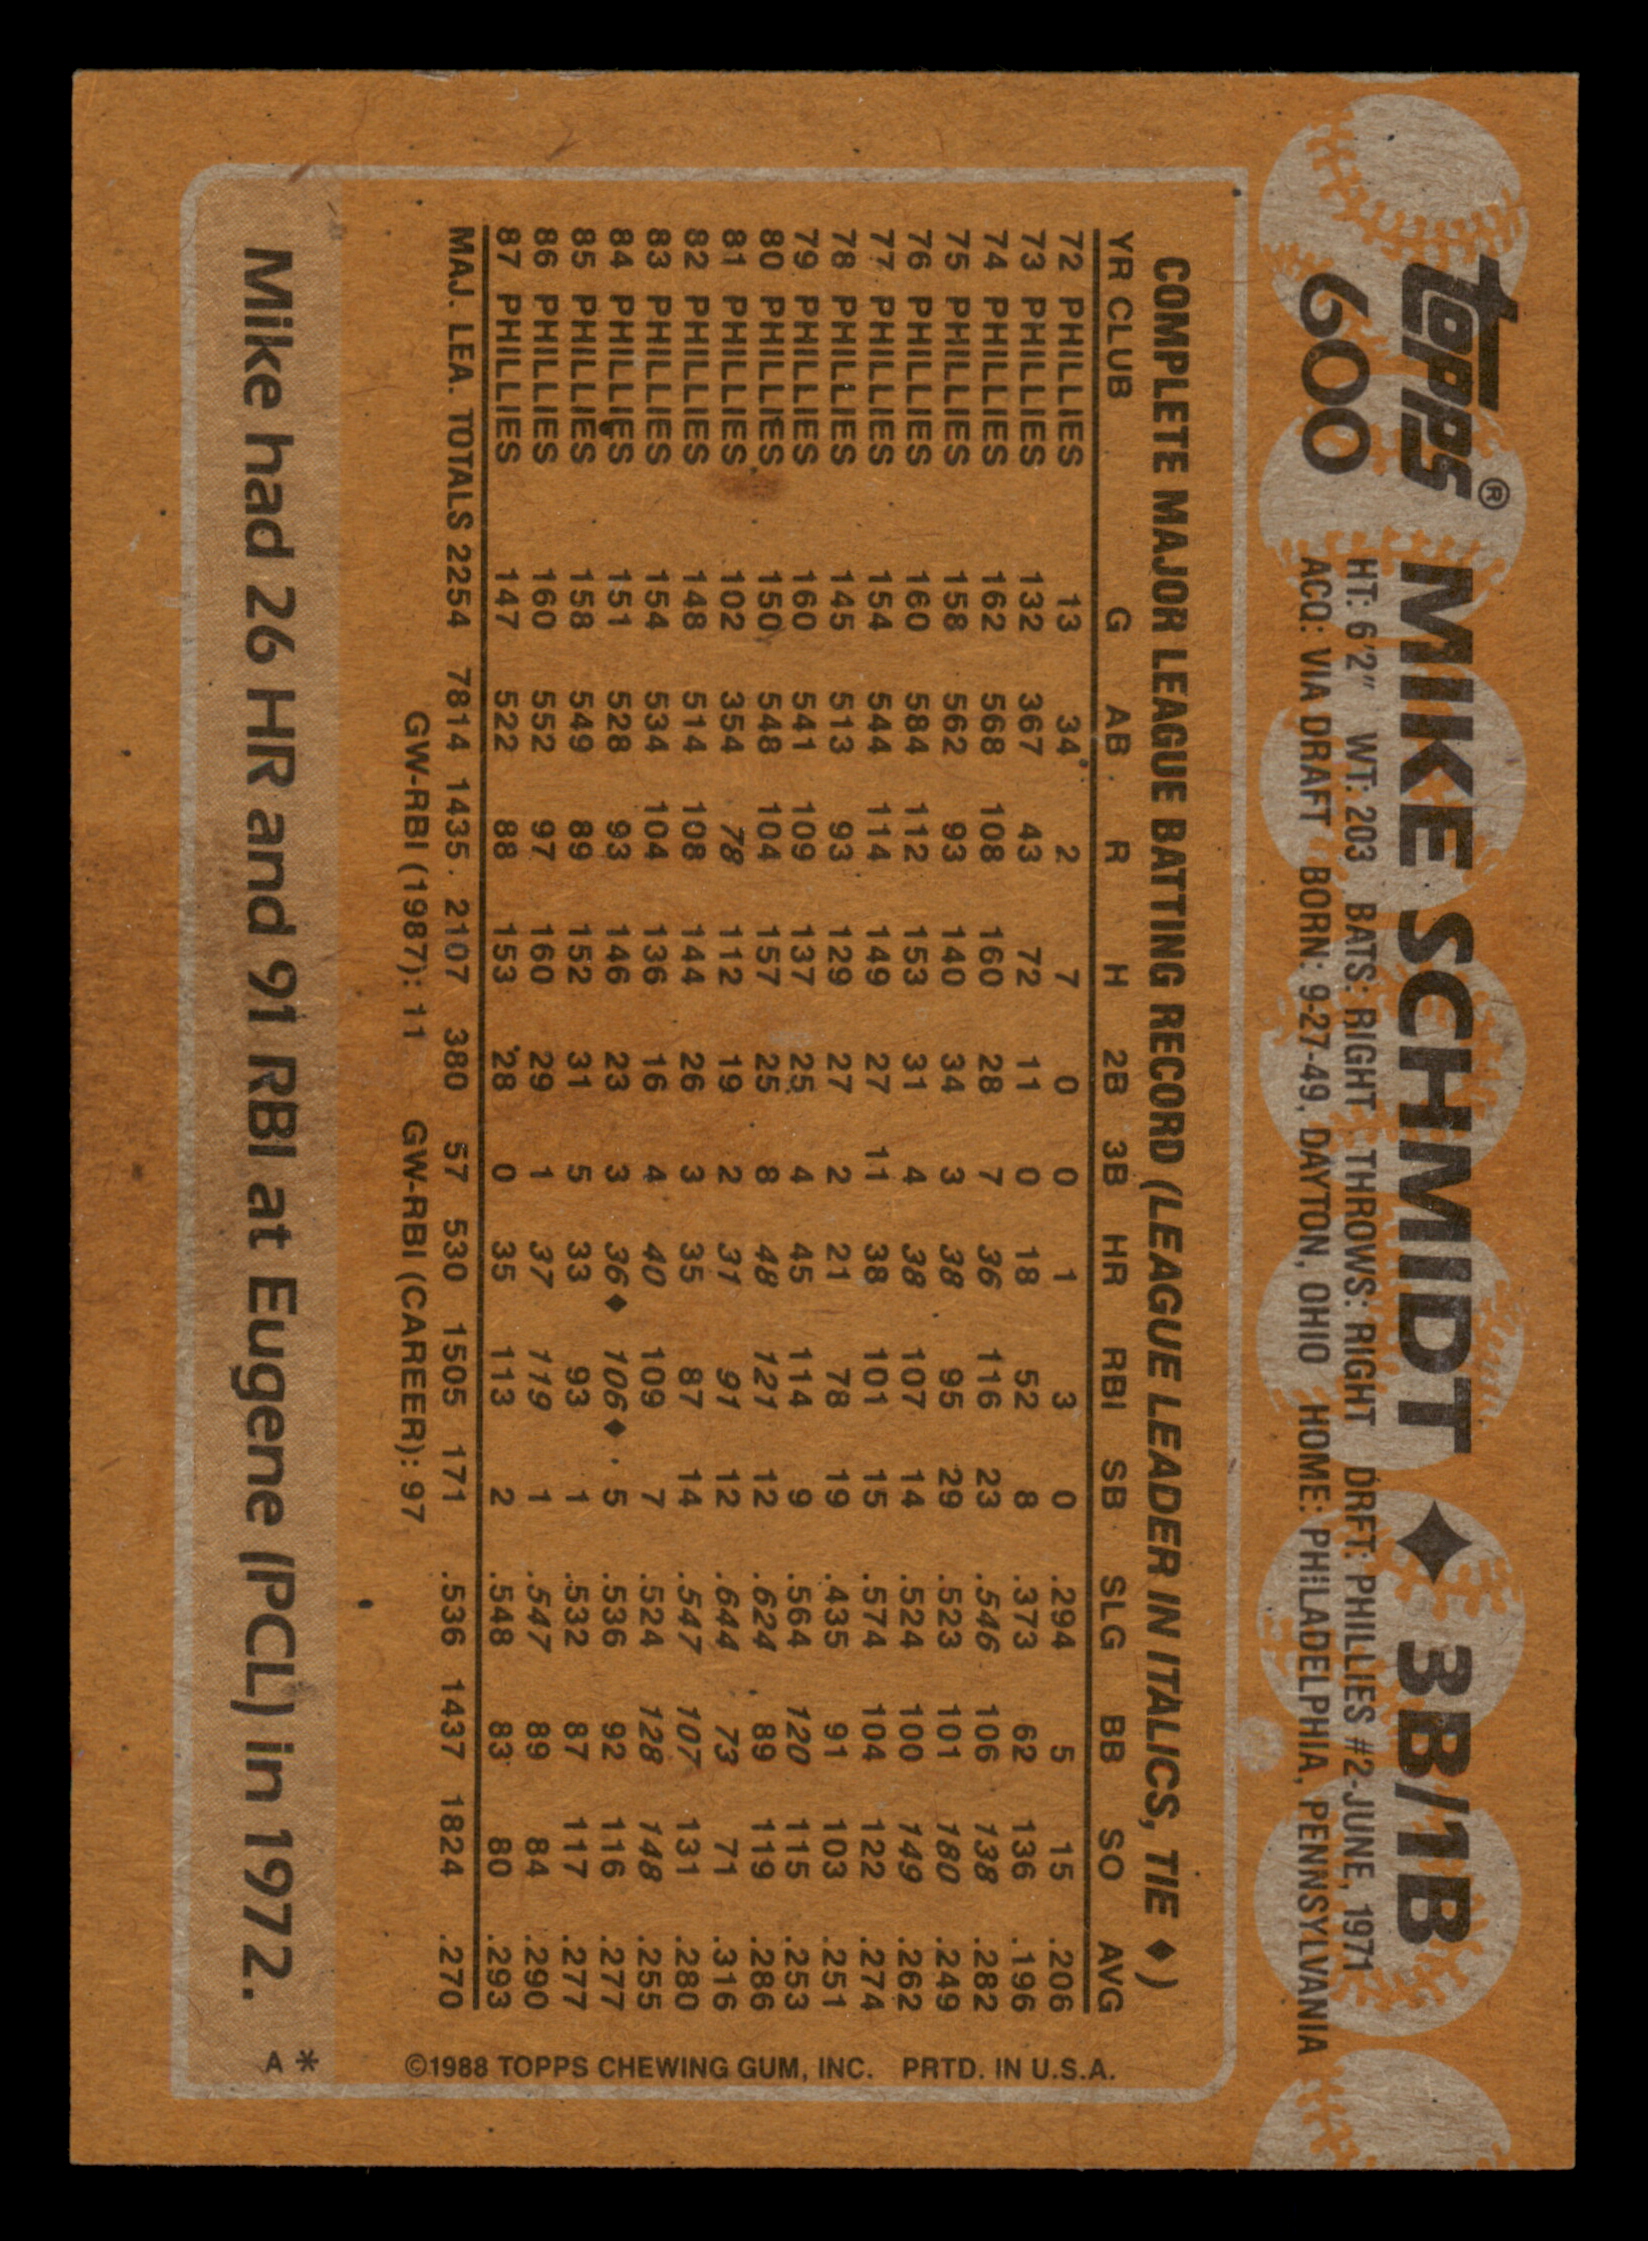 topps® MIKE SCHMIDT ◆ 3B/1B
600 HT: 6'2" WT: 203 BATS: RIGHT THROWS: RIGHT DRFT: PHILLIES #2-JUNE, 1971
ACQ: VIA DRAFT BORN: 9-27-49, DAYTON, OHIO HOME: PHILADELPHIA, PENNSYLVANIA
COMPLETE MAJOR LEAGUE BATTING RECORD (LEAGUE LEADER IN ITALICS, TIE ◆)
YR CLUB G AB R H 2B 3B HR RBI SB SLG BB SO AVG
72 PHILLIES 13 34 2 7 0 0 1 3 0 .294 5 15 .206
73 PHILLIES 132 367 43 72 11 0 18 52 8 .373 62 136 .196
74 PHILLIES 162 568 108 160 28 7 36 116 23 .546 106 138 .282
75 PHILLIES 158 562 93 140 34 3 38 95 29 .523 101 180 .249
76 PHILLIES 160 584 112 153 31 4 38 107 14 .524 100 149 .262
77 PHILLIES 154 544 114 149 27 11 38 101 15 .574 104 122 .274
78 PHILLIES 145 513 93 129 27 2 21 78 19 .435 91 103 .251
79 PHILLIES 160 541 109 137 25 4 45 114 9 .564 120 115 .253
80 PHILLIES 150 548 104 157 25 8 48 121 12 .624 89 119 .286
81 PHILLIES 102 354 78 112 19 2 31 91 12 .644 73 71 .316
82 PHILLIES 148 514 108 144 26 3 35 87 14 .547 107 131 .280
83 PHILLIES 154 534 104 136 16 4 40 109 7 .524 128 148 .255
84 PHILLIES 151 528 93 146 23 3 36◆ 106◆ 5 .536 92 116 .277
85 PHILLIES 158 549 89 152 31 5 33 93 1 .532 87 117 .277
86 PHILLIES 160 552 97 160 29 1 37 119 1 .547 89 84 .290
87 PHILLIES 147 522 88 153 28 0 35 113 2 .548 83 80 .293
MAJ. LEA. TOTALS 2254 7814 1435 2107 380 57 530 1505 171 .536 1437 1824 .270
GW-RBI (1987): 11 GW-RBI (CAREER): 97
©1988 TOPPS CHEWING GUM, INC. PRTD. IN U.S.A.
Mike had 26 HR and 91 RBI at Eugene (PCL) in 1972.
A *